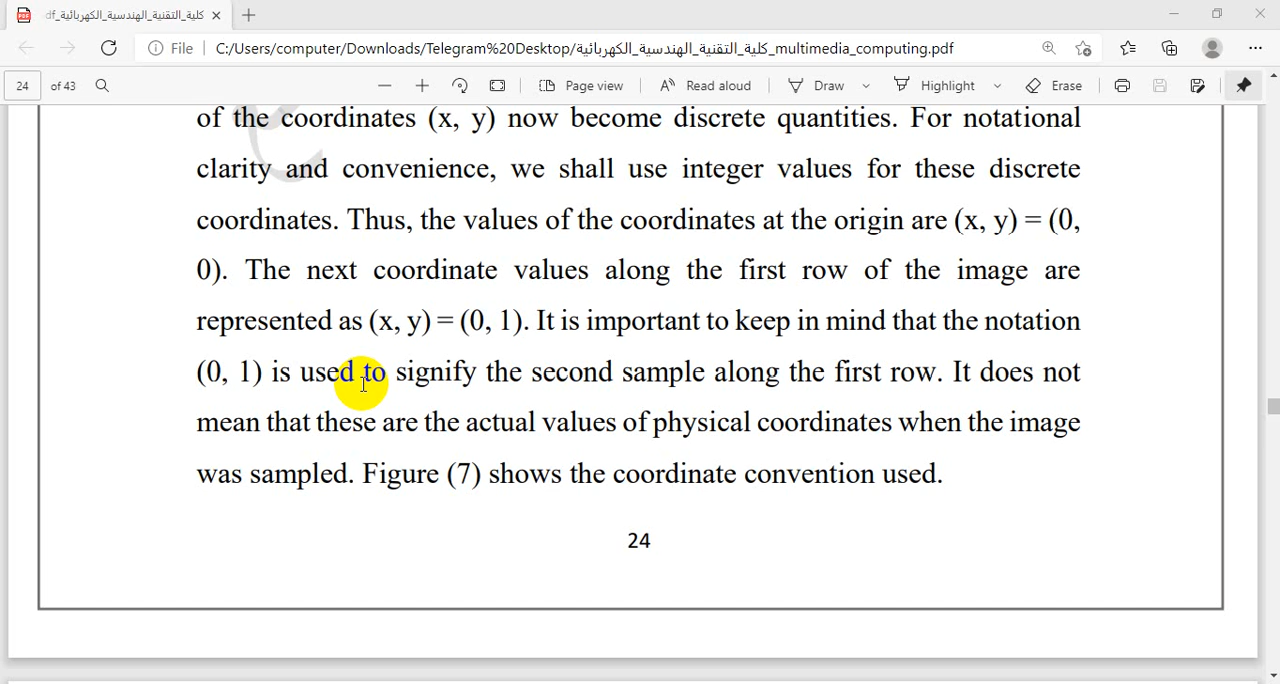 df_كلية_التقنية_الهندسية_الكهربائية
File
C:/Users/computer/Downloads/Telegram%20Desktop/كلية_التقنية_الهندسية_الكهربائية_multimedia_computing.pdf
24 of 43
Page view
Read aloud
Draw
Highlight
Erase
of the coordinates (x, y) now become discrete quantities. For notational
clarity and convenience, we shall use integer values for these discrete
coordinates. Thus, the values of the coordinates at the origin are (x, y) = (0,
0). The next coordinate values along the first row of the image are
represented as (x, y) = (0, 1). It is important to keep in mind that the notation
(0, 1) is used to signify the second sample along the first row. It does not
mean that these are the actual values of physical coordinates when the image
was sampled. Figure (7) shows the coordinate convention used.
24